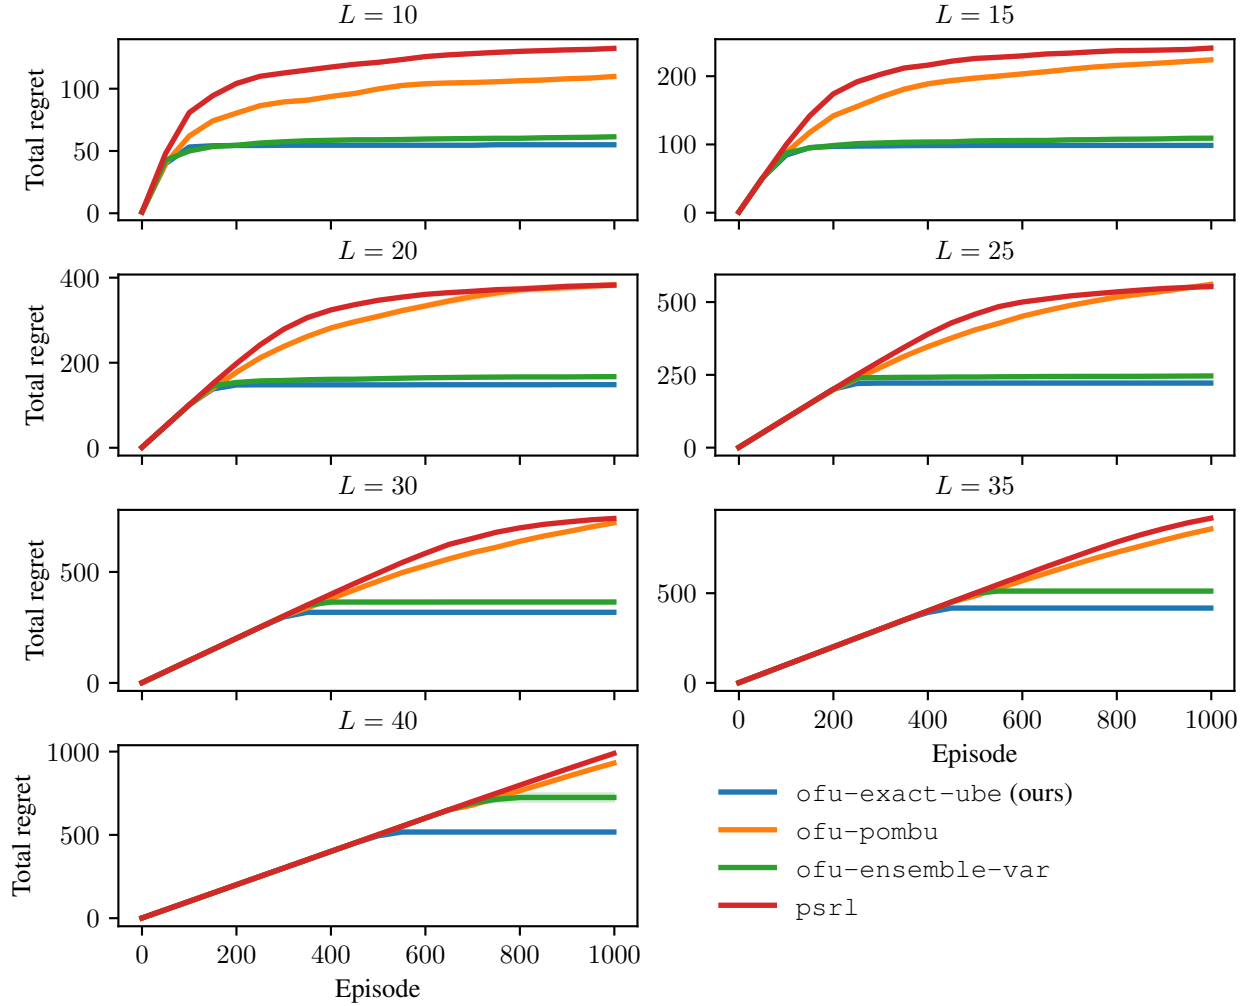 L = 10
L = 15
Total regret
100
50
0
200
100
0
L = 20
L = 25
Total regret
400
200
0
500
250
0
L = 30
L = 35
Total regret
500
0
500
0
0 200 400 600 800 1000
Episode
L = 40
Total regret
1000
500
0
0 200 400 600 800 1000
Episode
ofu-exact-ube (ours)
ofu-pombu
ofu-ensemble-var
psrl